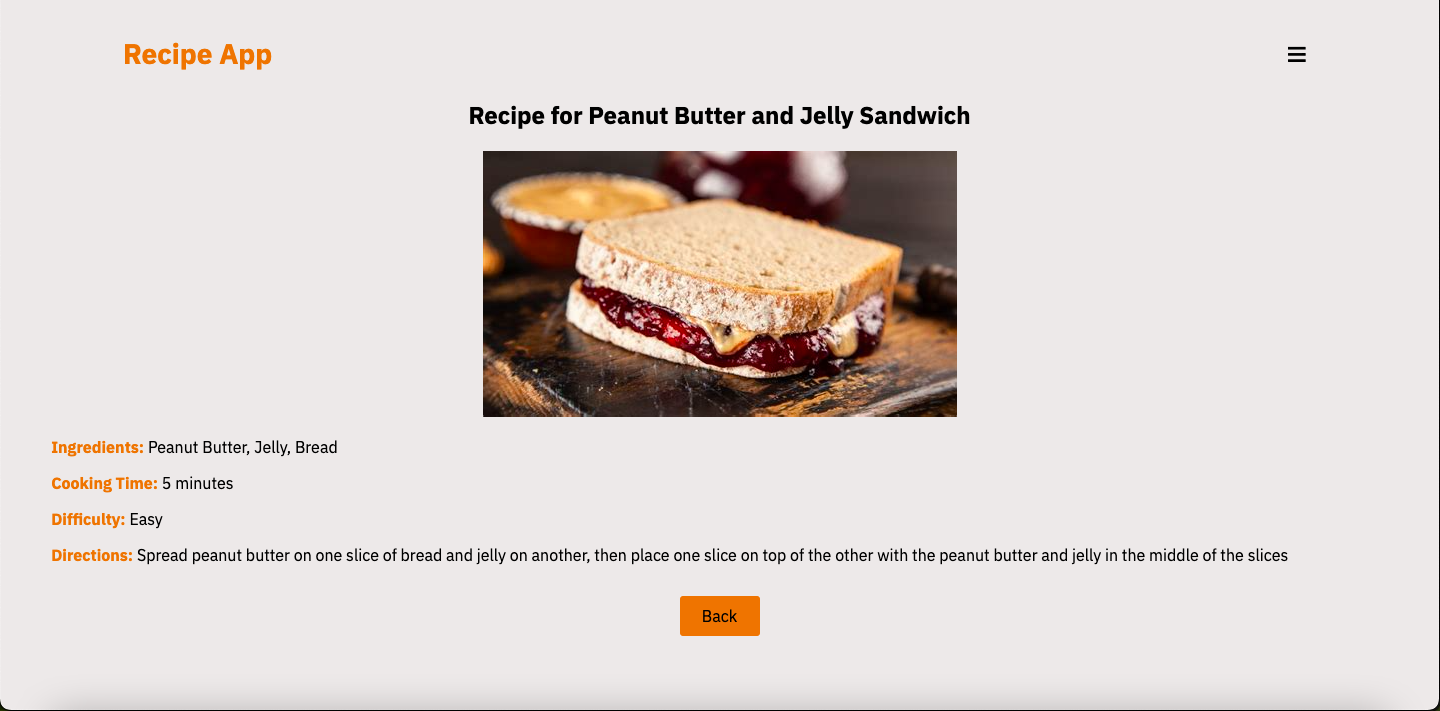 Recipe App
Recipe for Peanut Butter and Jelly Sandwich
Ingredients: Peanut Butter, Jelly, Bread
Cooking Time: 5 minutes
Difficulty: Easy
Directions: Spread peanut butter on one slice of bread and jelly on another, then place one slice on top of the other with the peanut butter and jelly in the middle of the slices
Back